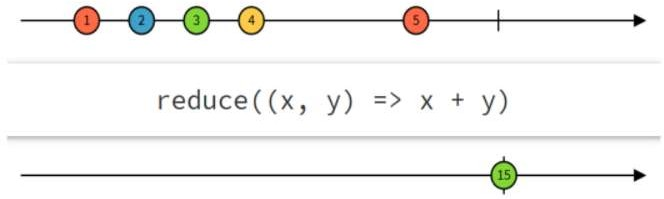 1 2 3 4 5
reduce((x, y) => x + y)
15